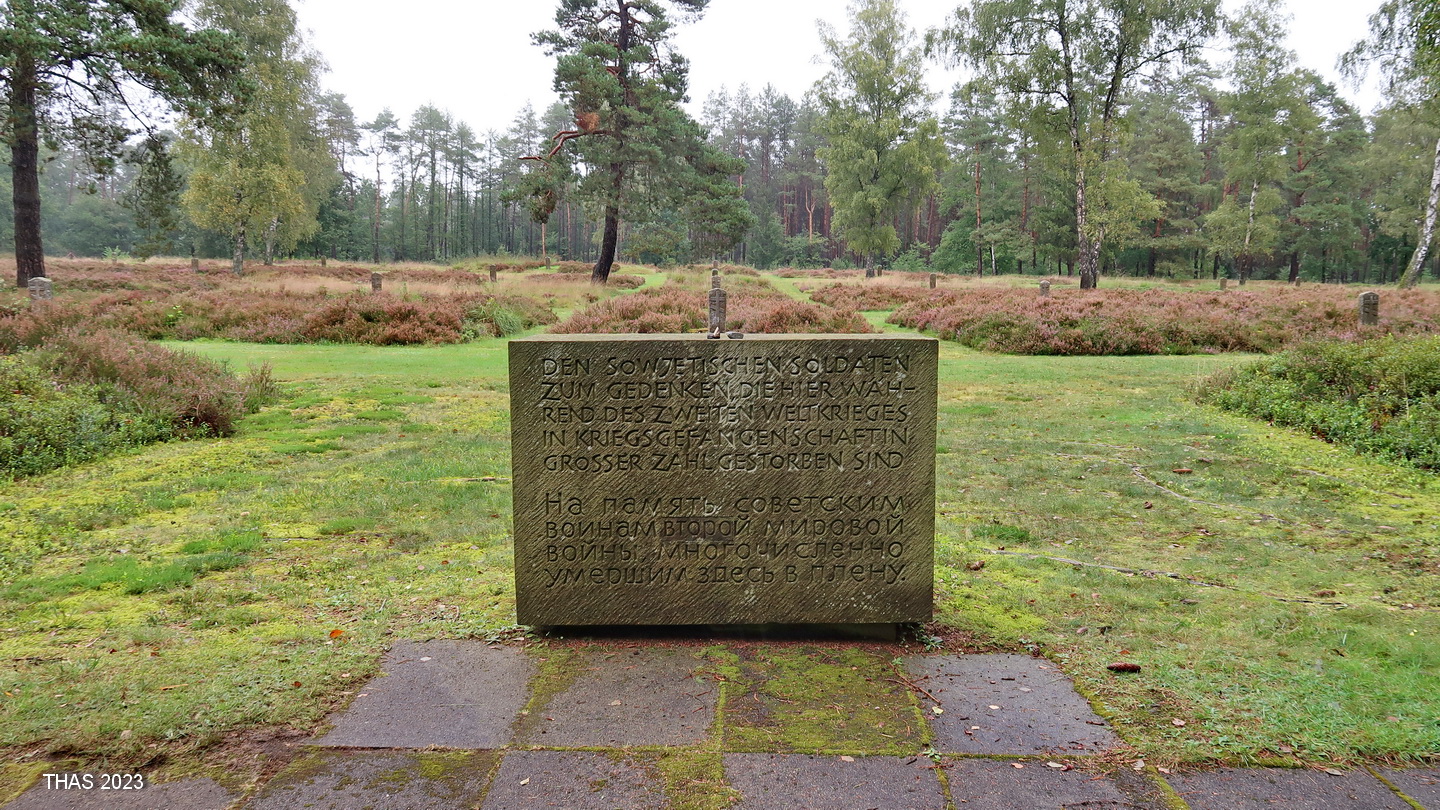 DEN SOWJETISCHEN SOLDATEN
ZUM GEDENKEN, DIE HIER WÄH-
REND DES ZWEITEN WELTKRIEGES
IN KRIEGSGEFANGENSCHAFT IN
GROSSER ZAHL GESTORBEN SIND
На память советским
воинам второй мировой
войны, многочисленно
умершим здесь в плену.
THAS 2023